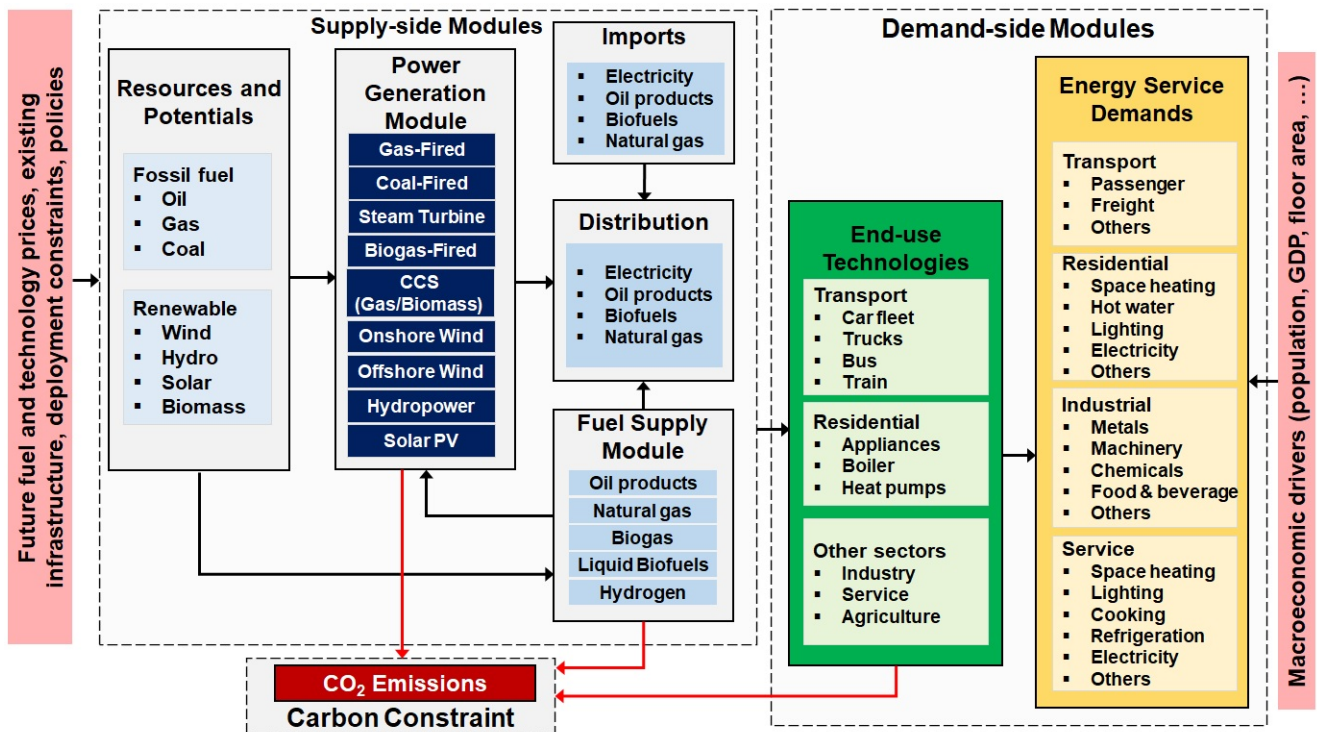 Future fuel and technology prices, existing
infrastructure, deployment constraints, policies
Supply-side Modules
Resources and
Potentials
Fossil fuel
▪ Oil
▪ Gas
▪ Coal
Renewable
▪ Wind
▪ Hydro
▪ Solar
▪ Biomass
Power
Generation
Module
Gas-Fired
Coal-Fired
Steam Turbine
Biogas-Fired
CCS
(Gas/Biomass)
Onshore Wind
Offshore Wind
Hydropower
Solar PV
Imports
▪ Electricity
▪ Oil products
▪ Biofuels
▪ Natural gas
Distribution
▪ Electricity
▪ Oil products
▪ Biofuels
▪ Natural gas
Fuel Supply
Module
Oil products
Natural gas
Biogas
Liquid Biofuels
Hydrogen
CO₂ Emissions
Carbon Constraint
Demand-side Modules
End-use
Technologies
Transport
▪ Car fleet
▪ Trucks
▪ Bus
▪ Train
Residential
▪ Appliances
▪ Boiler
▪ Heat pumps
Other sectors
▪ Industry
▪ Service
▪ Agriculture
Energy Service
Demands
Transport
▪ Passenger
▪ Freight
▪ Others
Residential
▪ Space heating
▪ Hot water
▪ Lighting
▪ Electricity
▪ Others
Industrial
▪ Metals
▪ Machinery
▪ Chemicals
▪ Food & beverage
▪ Others
Service
▪ Space heating
▪ Lighting
▪ Cooking
▪ Refrigeration
▪ Electricity
▪ Others
Macroeconomic drivers (population, GDP, floor area, …)